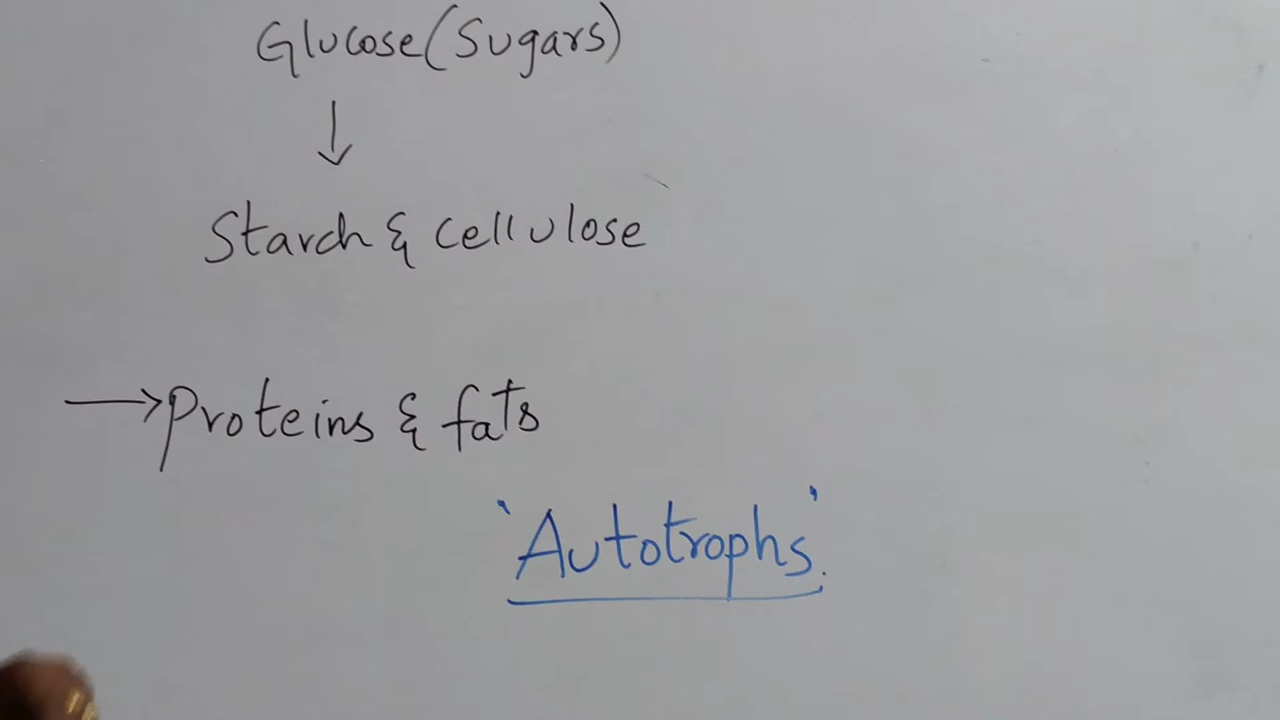 Glucose(Sugars)
↓
Starch & cellulose
→Proteins & fats
'Autotrophs'.